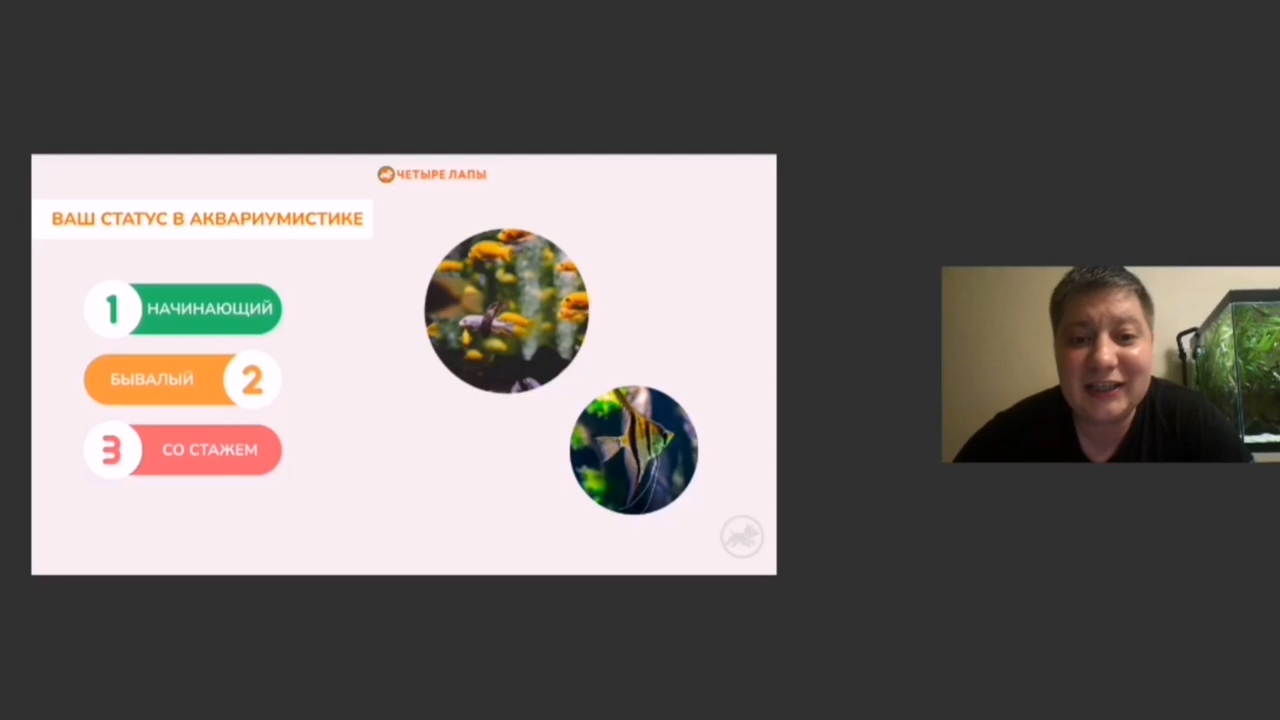 ЧЕТЫРЕ ЛАПЫ
ВАШ СТАТУС В АКВАРИУМИСТИКЕ
1 НАЧИНАЮЩИЙ
БЫВАЛЫЙ 2
3 СО СТАЖЕМ